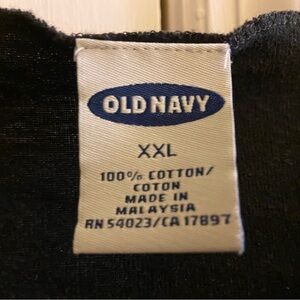 OLD NAVY
XXL
100% COTTON/
COTON
MADE IN
MALAYSIA
RN 54023/CA 17897